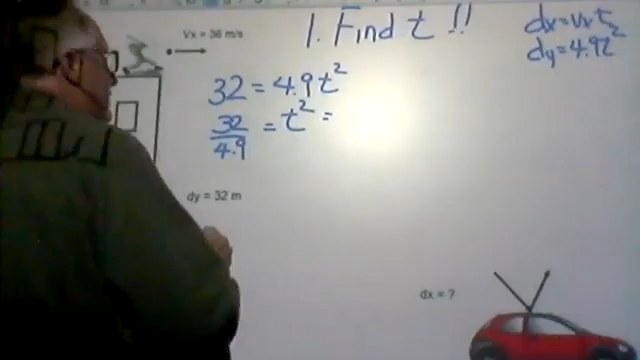 Vx = 36 m/s
1. Find t !!
dx = Vx t
dy = 4.9t²
32 = 4.9t²
32/4.9 = t² =
dy = 32 m
dx = ?